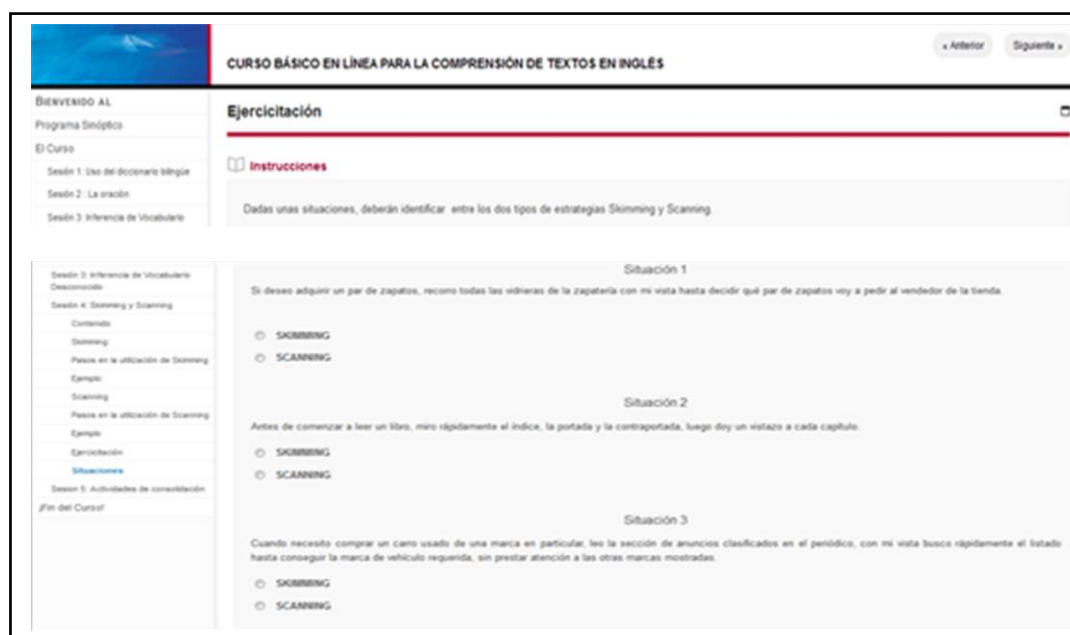 « Anterior
Siguiente »
CURSO BÁSICO EN LÍNEA PARA LA COMPRENSIÓN DE TEXTOS EN INGLÉS
BIENVENIDO AL
Programa Sinóptico
El Curso
Sesión 1: Uso del diccionario bilingüe
Sesión 2 : La oración
Sesión 3: Inferencia de Vocabulario
Ejercicitación
Instrucciones
Dadas unas situaciones, deberán identificar entre los dos tipos de estrategias Skimming y Scanning.
Sesión 3: Inferencia de Vocabulario
Desconocido
Sesión 4: Skimming y Scanning
Contenido
Skimming
Pasos en la utilización de Skimming
Ejemplo
Scanning
Pasos en la utilización de Scanning
Ejemplo
Ejercicitación
Situaciones
Sesion 5: Actividades de consolidación
¡Fin del Curso!
Situación 1
Si deseo adquirir un par de zapatos, recorro todas las vidrieras de la zapatería con mi vista hasta decidir qué par de zapatos voy a pedir al vendedor de la tienda.
SKIMMING
SCANNING
Situación 2
Antes de comenzar a leer un libro, miro rápidamente el índice, la portada y la contraportada, luego doy un vistazo a cada capítulo.
SKIMMING
SCANNING
Situación 3
Cuando necesito comprar un carro usado de una marca en particular, leo la sección de anuncios clasificados en el periódico, con mi vista busco rápidamente el listado
hasta conseguir la marca de vehículo requerida, sin prestar atención a las otras marcas mostradas.
SKIMMING
SCANNING